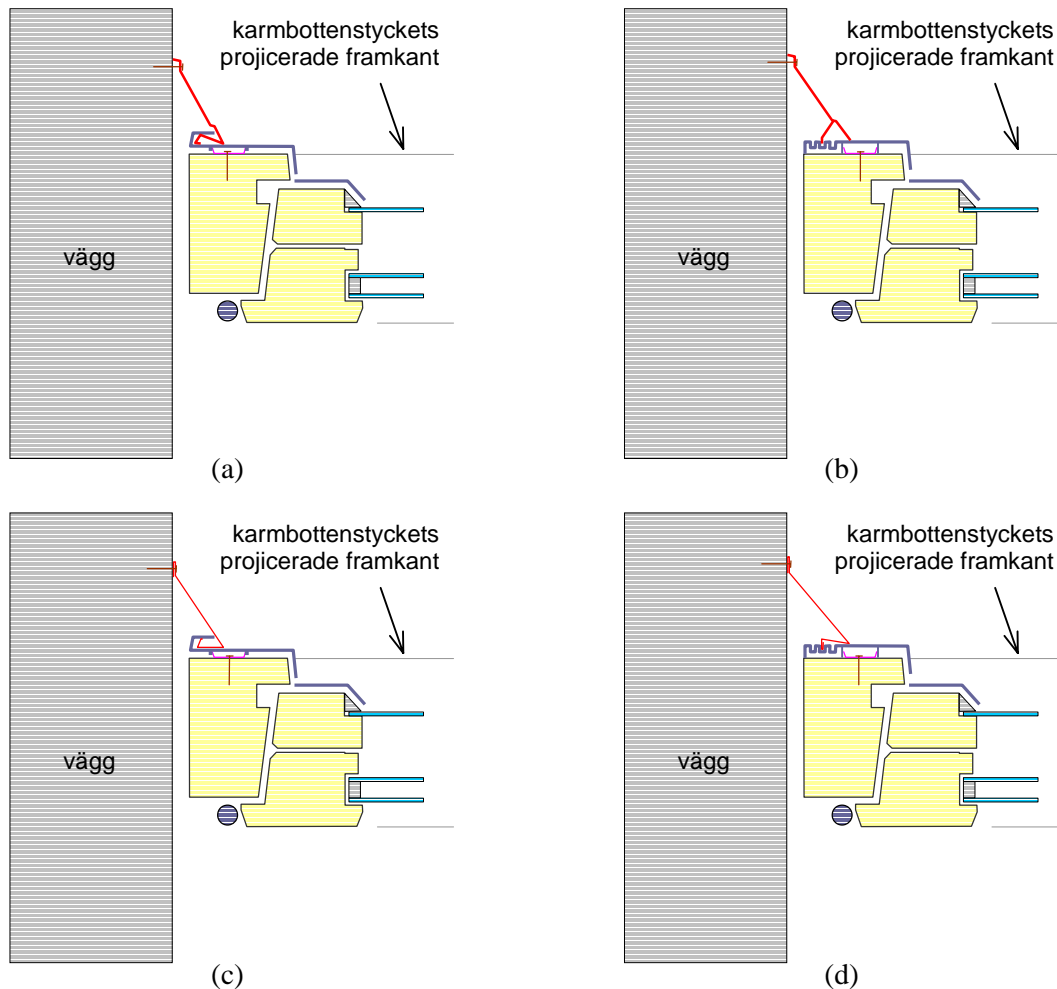 karmbottenstyckets
projicerade framkant
vägg
(a)
karmbottenstyckets
projicerade framkant
vägg
(b)
karmbottenstyckets
projicerade framkant
vägg
(c)
karmbottenstyckets
projicerade framkant
vägg
(d)